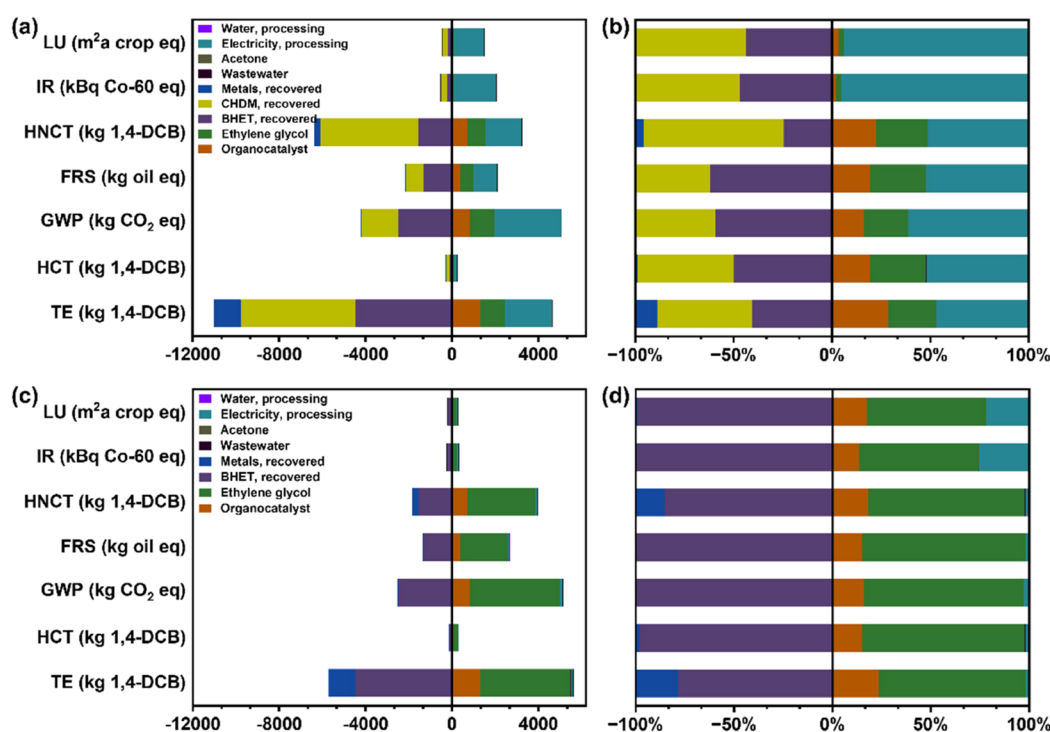 (a)
Water, processing
Electricity, processing
Acetone
Wastewater
Metals, recovered
CHDM, recovered
BHET, recovered
Ethylene glycol
Organocatalyst
LU (m²a crop eq)
IR (kBq Co-60 eq)
HNCT (kg 1,4-DCB)
FRS (kg oil eq)
GWP (kg CO₂ eq)
HCT (kg 1,4-DCB)
TE (kg 1,4-DCB)
-12000 -8000 -4000 0 4000
(b)
-100% -50% 0% 50% 100%
(c)
Water, processing
Electricity, processing
Acetone
Wastewater
Metals, recovered
BHET, recovered
Ethylene glycol
Organocatalyst
LU (m²a crop eq)
IR (kBq Co-60 eq)
HNCT (kg 1,4-DCB)
FRS (kg oil eq)
GWP (kg CO₂ eq)
HCT (kg 1,4-DCB)
TE (kg 1,4-DCB)
-12000 -8000 -4000 0 4000
(d)
-100% -50% 0% 50% 100%